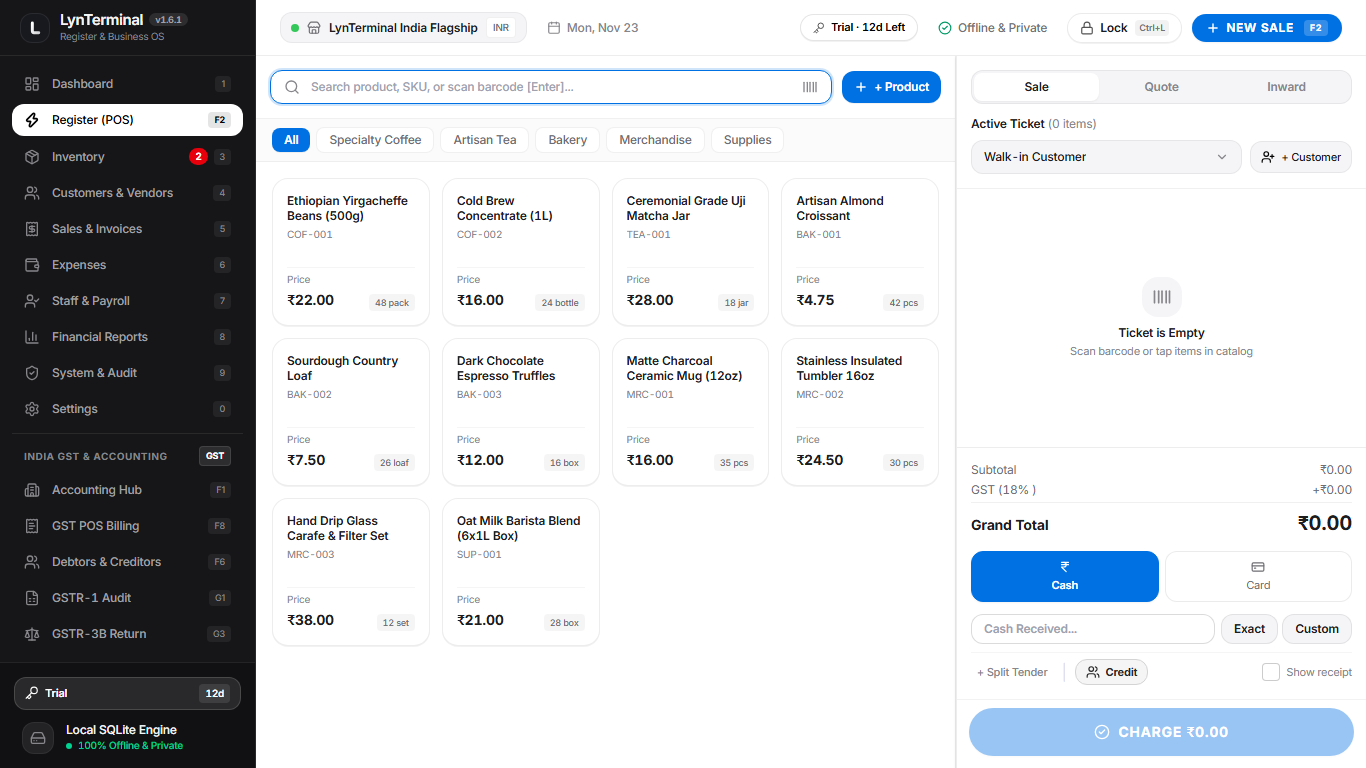 L
LynTerminal v1.6.1
Register & Business OS
Dashboard 1
Register (POS) F2
Inventory 2 3
Customers & Vendors 4
Sales & Invoices 5
Expenses 6
Staff & Payroll 7
Financial Reports 8
System & Audit 9
Settings 0
INDIA GST & ACCOUNTING GST
Accounting Hub F1
GST POS Billing F8
Debtors & Creditors F6
GSTR-1 Audit G1
GSTR-3B Return G3
Trial 12d
Local SQLite Engine
100% Offline & Private
LynTerminal India Flagship INR
Mon, Nov 23
Trial · 12d Left
Offline & Private
Lock Ctrl+L
NEW SALE F2
Search product, SKU, or scan barcode [Enter]...
+ Product
All
Specialty Coffee
Artisan Tea
Bakery
Merchandise
Supplies
Ethiopian Yirgacheffe
Beans (500g)
COF-001
Price
₹22.00 48 pack
Cold Brew
Concentrate (1L)
COF-002
Price
₹16.00 24 bottle
Ceremonial Grade Uji
Matcha Jar
TEA-001
Price
₹28.00 18 jar
Artisan Almond
Croissant
BAK-001
Price
₹4.75 42 pcs
Sourdough Country
Loaf
BAK-002
Price
₹7.50 26 loaf
Dark Chocolate
Espresso Truffles
BAK-003
Price
₹12.00 16 box
Matte Charcoal
Ceramic Mug (12oz)
MRC-001
Price
₹16.00 35 pcs
Stainless Insulated
Tumbler 16oz
MRC-002
Price
₹24.50 30 pcs
Hand Drip Glass
Carafe & Filter Set
MRC-003
Price
₹38.00 12 set
Oat Milk Barista Blend
(6x1L Box)
SUP-001
Price
₹21.00 28 box
Sale
Quote
Inward
Active Ticket (0 items)
Walk-in Customer
+ Customer
Ticket is Empty
Scan barcode or tap items in catalog
Subtotal ₹0.00
GST (18% ) +₹0.00
Grand Total ₹0.00
₹
Cash
Card
Cash Received...
Exact
Custom
+ Split Tender
Credit
Show receipt
CHARGE ₹0.00